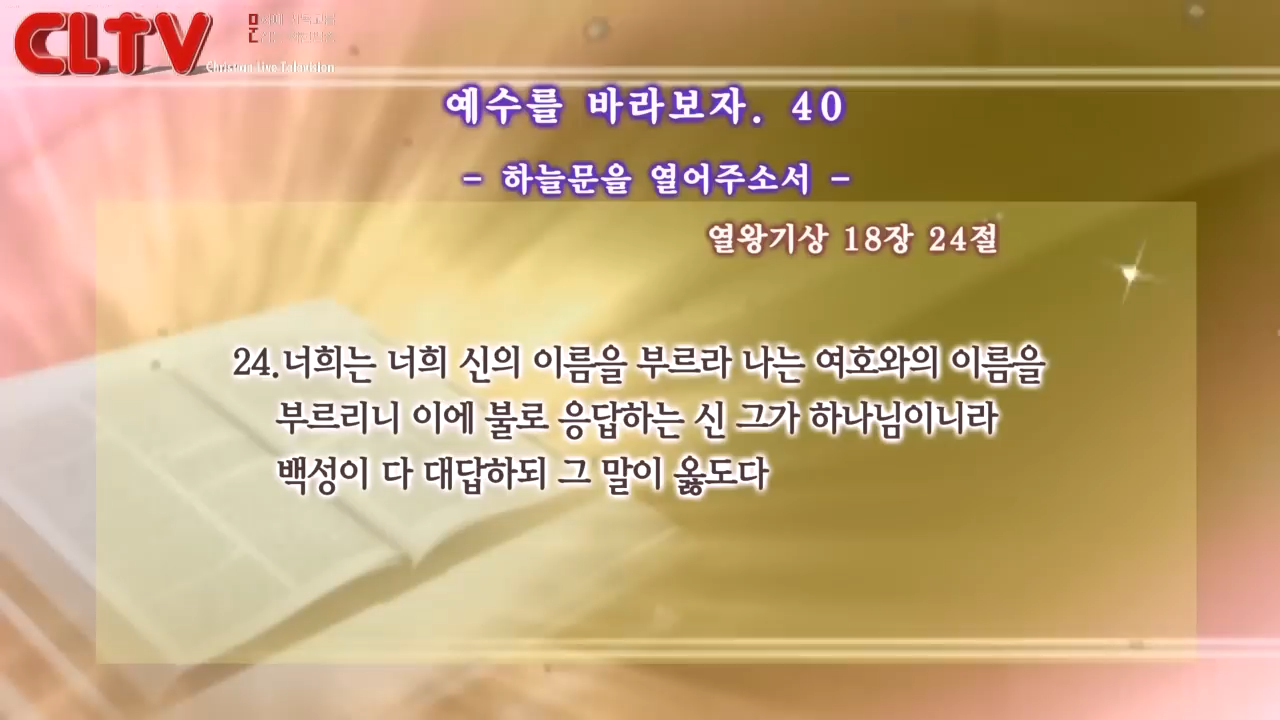 CLTV
Christian Live Television
예수를 바라보자. 40
- 하늘문을 열어주소서 -
열왕기상 18장 24절
24.너희는 너희 신의 이름을 부르라 나는 여호와의 이름을
부르리니 이에 불로 응답하는 신 그가 하나님이니라
백성이 다 대답하되 그 말이 옳도다